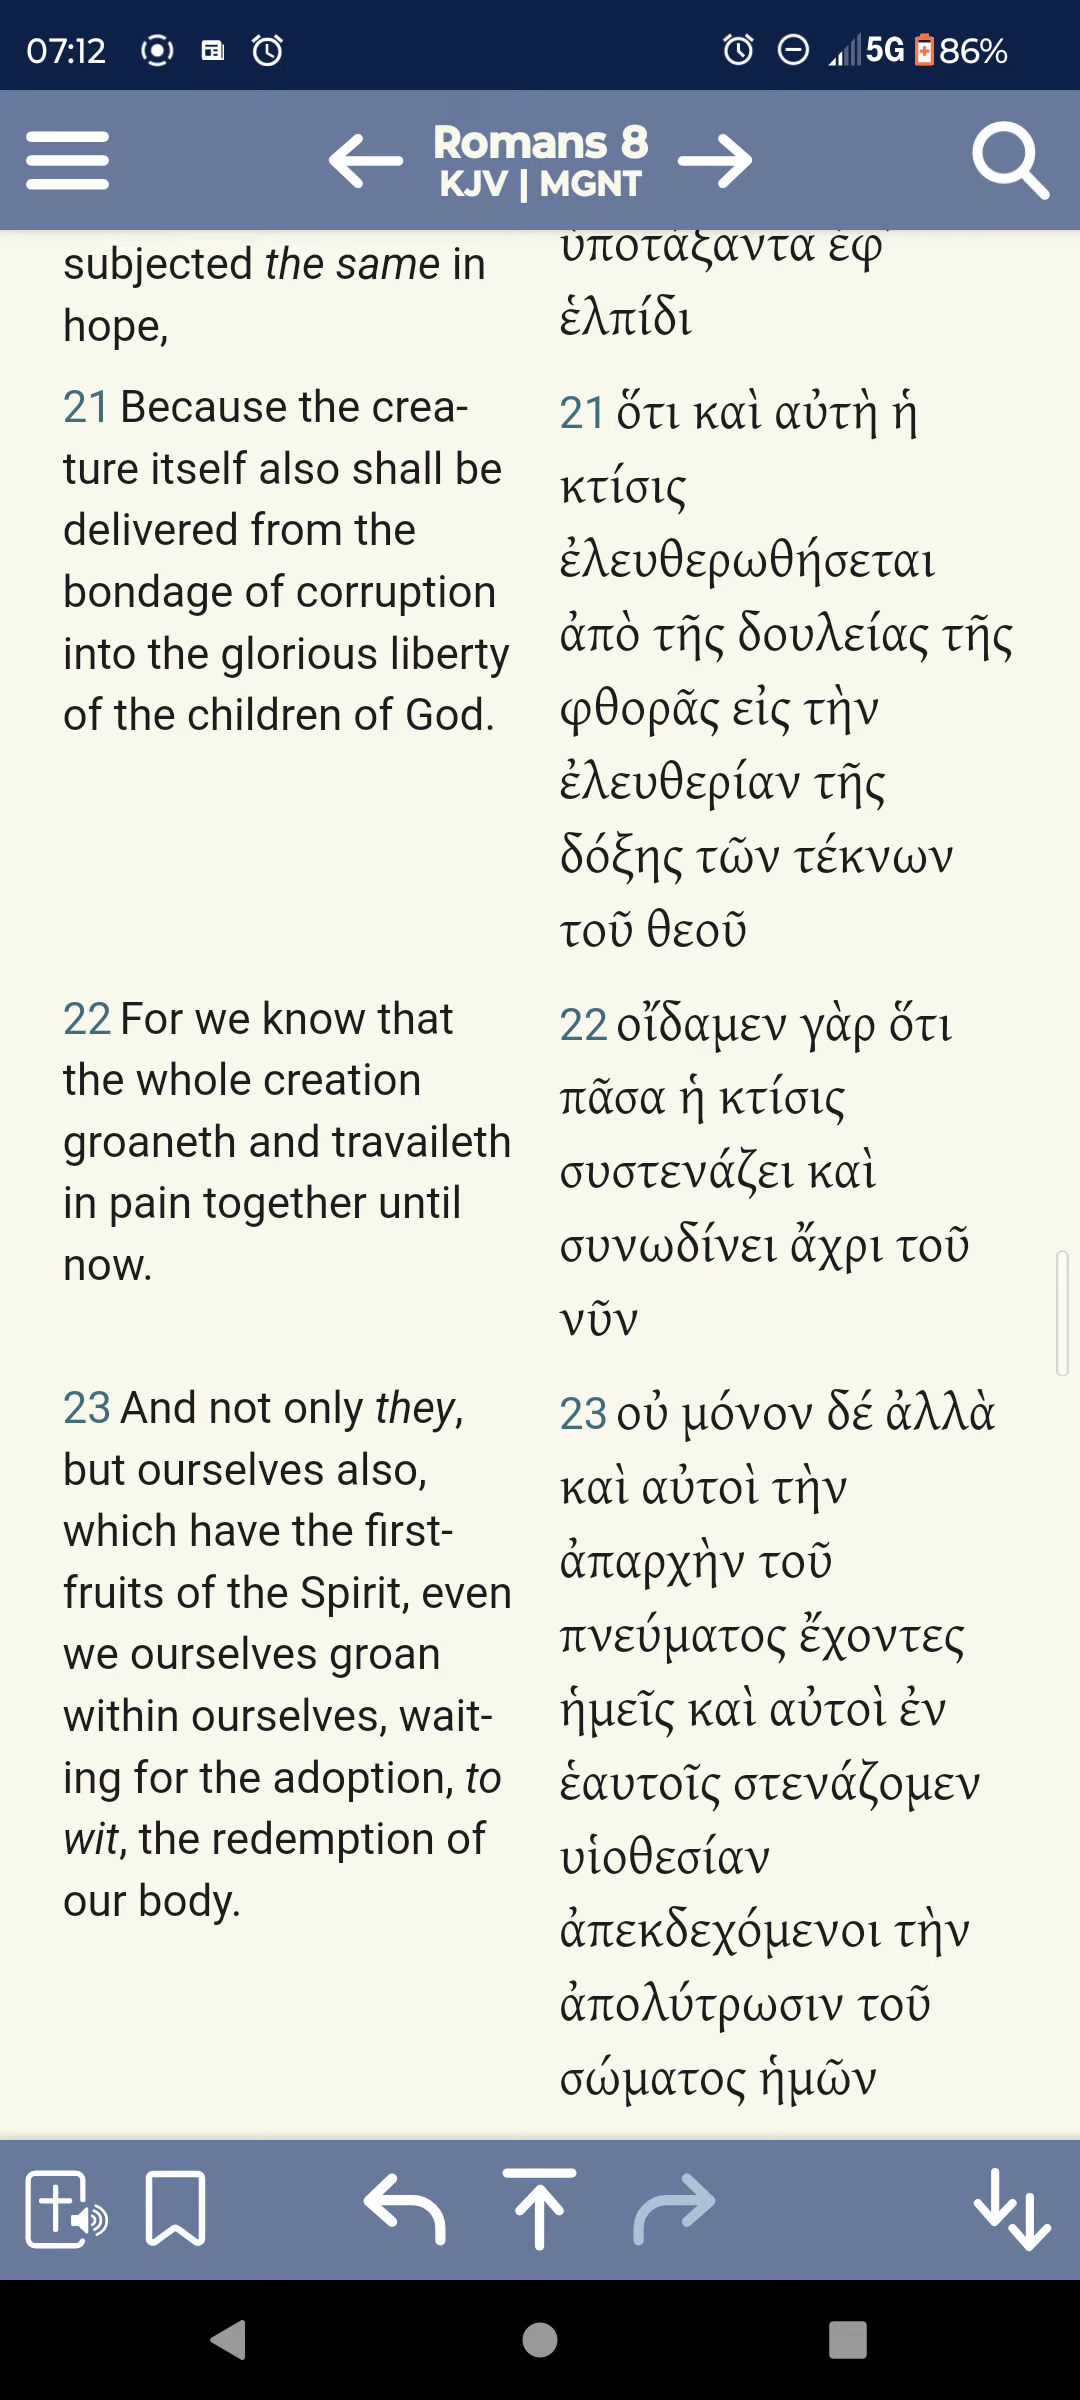 07:12 5G 86%
Romans 8
KJV | MGNT
subjected the same in
hope,
21 Because the crea-
ture itself also shall be
delivered from the
bondage of corruption
into the glorious liberty
of the children of God.
22 For we know that
the whole creation
groaneth and travaileth
in pain together until
now.
23 And not only they,
but ourselves also,
which have the first-
fruits of the Spirit, even
we ourselves groan
within ourselves, wait-
ing for the adoption, to
wit, the redemption of
our body.
ὑποτάξαντα ἐφ᾽
ἑλπίδι
21 ὅτι καὶ αὐτὴ ἡ
κτίσις
ἐλευθερωθήσεται
ἀπὸ τῆς δουλείας τῆς
φθορᾶς εἰς τὴν
ἐλευθερίαν τῆς
δόξης τῶν τέκνων
τοῦ θεοῦ
22 οἴδαμεν γὰρ ὅτι
πᾶσα ἡ κτίσις
συστενάζει καὶ
συνωδίνει ἄχρι τοῦ
νῦν
23 οὐ μόνον δέ ἀλλὰ
καὶ αὐτοὶ τὴν
ἀπαρχὴν τοῦ
πνεύματος ἔχοντες
ἡμεῖς καὶ αὐτοὶ ἐν
ἑαυτοῖς στενάζομεν
υἱοθεσίαν
ἀπεκδεχόμενοι τὴν
ἀπολύτρωσιν τοῦ
σώματος ἡμῶν